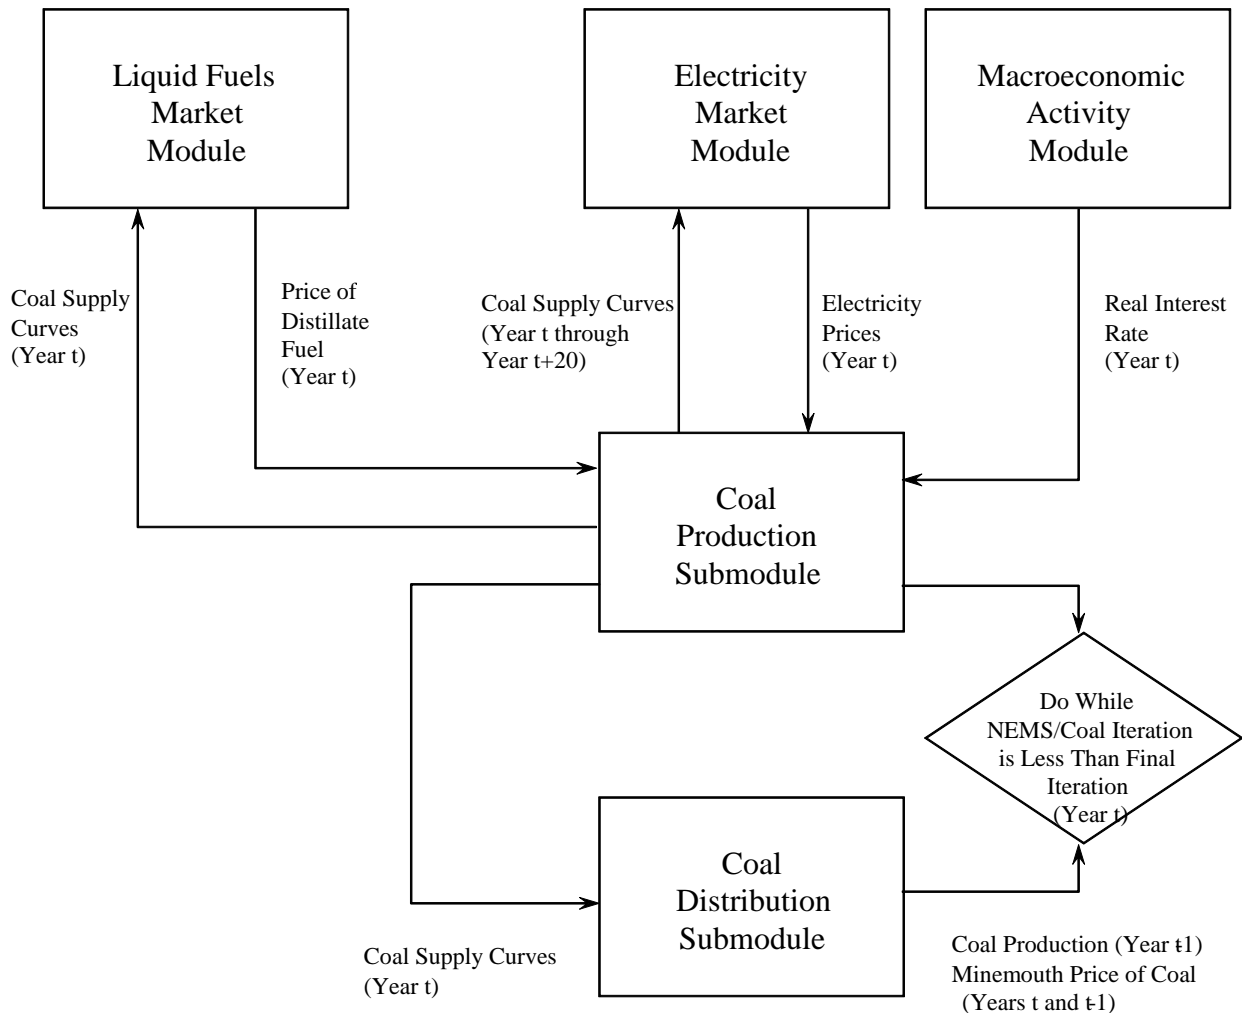 Liquid Fuels
Market
Module
Electricity
Market
Module
Macroeconomic
Activity
Module
Coal Supply
Curves
(Year t)
Price of
Distillate
Fuel
(Year t)
Coal Supply Curves
(Year t through
Year t+20)
Electricity
Prices
(Year t)
Real Interest
Rate
(Year t)
Coal
Production
Submodule
Do While
NEMS/Coal Iteration
is Less Than Final
Iteration
(Year t)
Coal
Distribution
Submodule
Coal Supply Curves
(Year t)
Coal Production (Year t-1)
Minemouth Price of Coal
(Years t and t-1)